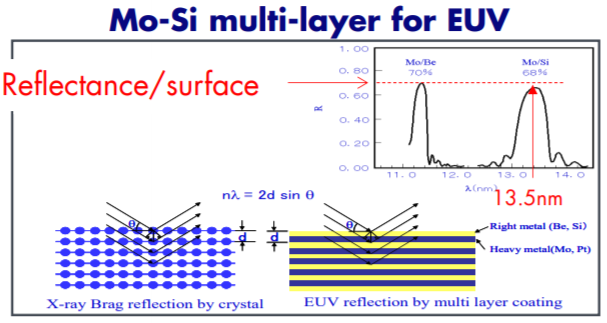 Mo-Si multi-layer for EUV
Reflectance/surface
1.00
0.80
0.60
0.40
0.20
0.00
R
Mo/Be
70%
Mo/Si
68%
11.0 12.0 13.0 14.0
λ(nm)
13.5nm
nλ = 2d sin θ
θ
d
d
θ
Right metal (Be, Si)
Heavy metal(Mo, Pt)
X-ray Brag reflection by crystal
EUV reflection by multi layer coating